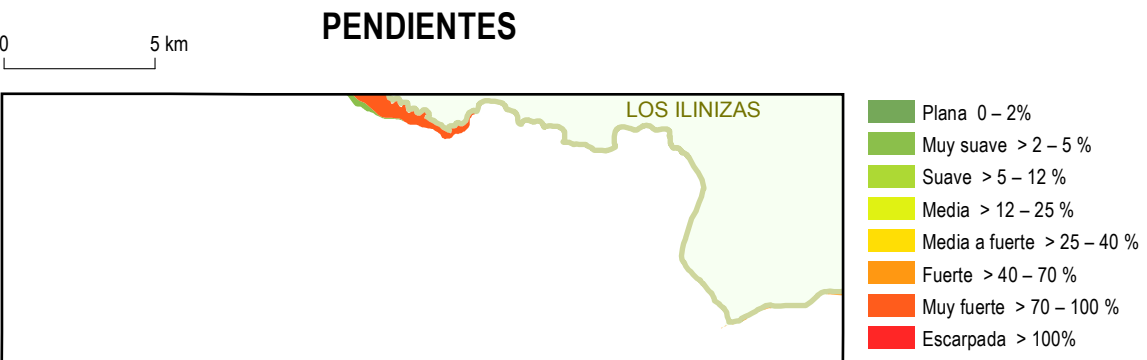 PENDIENTES
0 5 km
LOS ILINIZAS
Plana 0 – 2%
Muy suave > 2 – 5 %
Suave > 5 – 12 %
Media > 12 – 25 %
Media a fuerte > 25 – 40 %
Fuerte > 40 – 70 %
Muy fuerte > 70 – 100 %
Escarpada > 100%